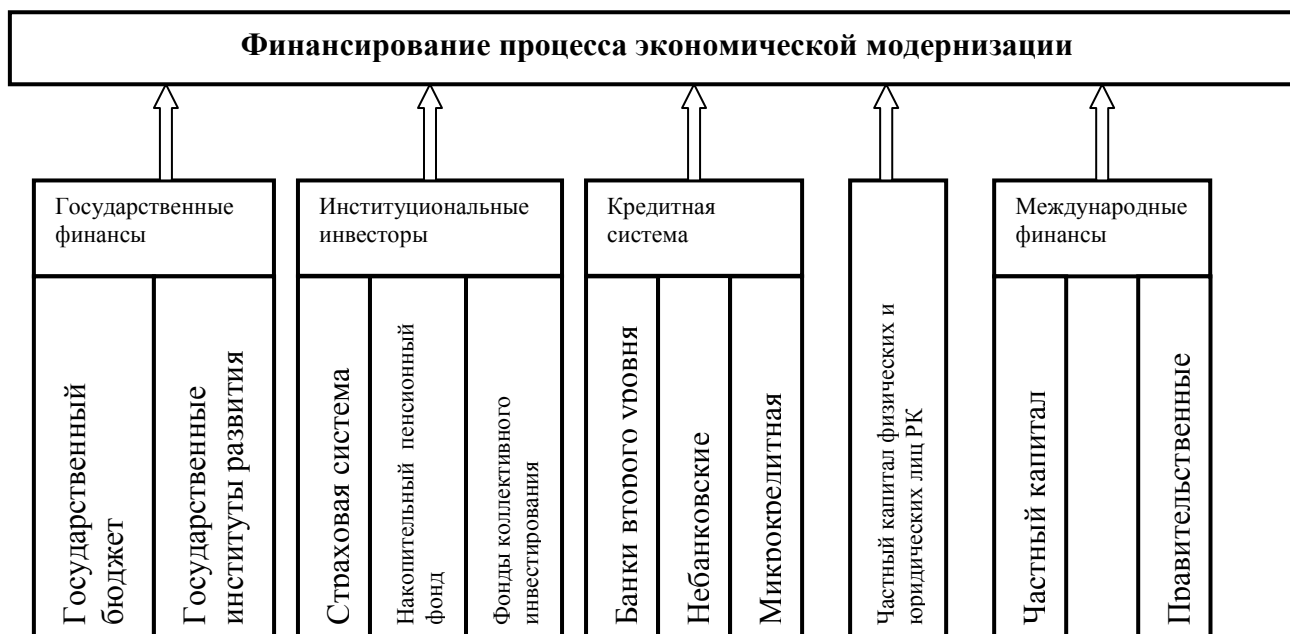 Финансирование процесса экономической модернизации
Государственные
финансы
Институциональные
инвесторы
Кредитная
система
Международные
финансы
Государственный
бюджет
Государственные
институты развития
Страховая система
Накопительный пенсионный
фонд
Фонды коллективного
инвестирования
Банки второго уровня
Небанковские
Микрокредитная
Частный капитал физических и
юридических лиц РК
Частный капитал
Правительственные